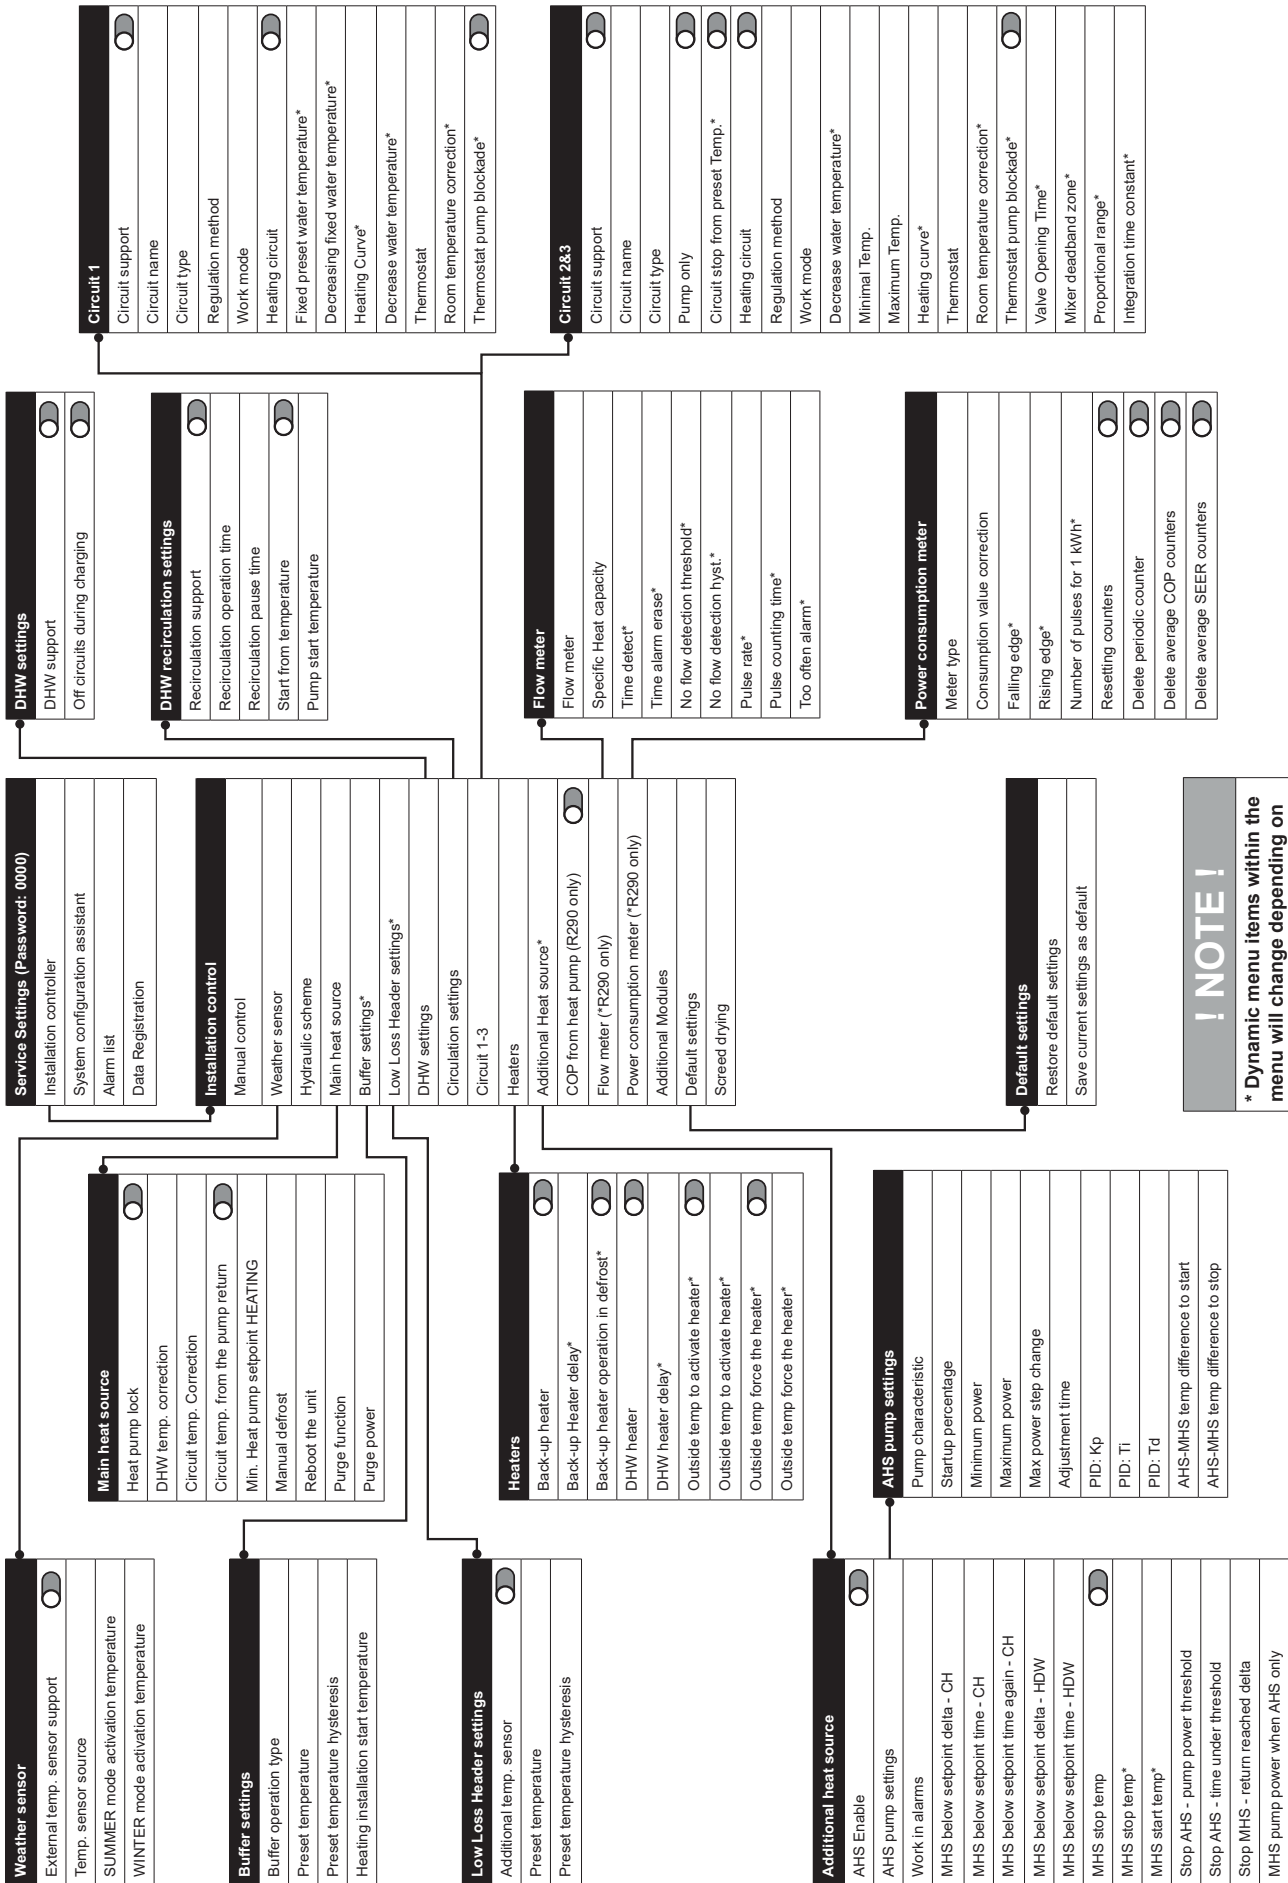 Weather sensor
External temp. sensor support
Temp. sensor source
SUMMER mode activation temperature
WINTER mode activation temperature
Buffer settings
Buffer operation type
Preset temperature
Preset temperature hysteresis
Heating installation start temperature
Low Loss Header settings
Additional temp. sensor
Preset temperature
Preset temperature hysteresis
Additional heat source
AHS Enable
AHS pump settings
Work in alarms
MHS below setpoint delta - CH
MHS below setpoint time - CH
MHS below setpoint time again - CH
MHS below setpoint delta - HDW
MHS below setpoint time - HDW
MHS stop temp
MHS stop temp*
MHS start temp*
Stop AHS - pump power threshold
Stop AHS - time under threshold
Stop MHS - return reached delta
MHS pump power when AHS only
Main heat source
Heat pump lock
DHW temp. correction
Circuit temp. Correction
Circuit temp. from the pump return
Min. Heat pump setpoint HEATING
Manual defrost
Reboot the unit
Purge function
Purge power
Heaters
Back-up heater
Back-up Heater delay*
Back-up heater operation in defrost*
DHW heater
DHW heater delay*
Outside temp to activate heater*
Outside temp to activate heater*
Outside temp force the heater*
Outside temp force the heater*
AHS pump settings
Pump characteristic
Startup percentage
Minimum power
Maximum power
Max power step change
Adjustment time
PID: Kp
PID: Ti
PID: Td
AHS-MHS temp difference to start
AHS-MHS temp difference to stop
Service Settings (Password: 0000)
Installation controller
System configuration assistant
Alarm list
Data Registration
Installation control
Manual control
Weather sensor
Hydraulic scheme
Main heat source
Buffer settings*
Low Loss Header settings*
DHW settings
Circulation settings
Circuit 1-3
Heaters
Additional Heat source*
COP from heat pump (R290 only)
Flow meter (*R290 only)
Power consumption meter (*R290 only)
Additional Modules
Default settings
Screed drying
Default settings
Restore default settings
Save current settings as default
! NOTE !
* Dynamic menu items within the
menu will change depending on
DHW settings
DHW support
Off circuits during charging
DHW recirculation settings
Recirculation support
Recirculation operation time
Recirculation pause time
Start from temperature
Pump start temperature
Flow meter
Flow meter
Specific Heat capacity
Time detect*
Time alarm erase*
No flow detection threshold*
No flow detection hyst.*
Pulse rate*
Pulse counting time*
Too often alarm*
Power consumption meter
Meter type
Consumption value correction
Falling edge*
Rising edge*
Number of pulses for 1 kWh*
Resetting counters
Delete periodic counter
Delete average COP counters
Delete average SEER counters
Circuit 1
Circuit support
Circuit name
Circuit type
Regulation method
Work mode
Heating circuit
Fixed preset water temperature*
Decreasing fixed water temperature*
Heating Curve*
Decrease water temperature*
Thermostat
Room temperature correction*
Thermostat pump blockade*
Circuit 2&3
Circuit support
Circuit name
Circuit type
Pump only
Circuit stop from preset Temp.*
Heating circuit
Regulation method
Work mode
Decrease water temperature*
Minimal Temp.
Maximum Temp.
Heating curve*
Thermostat
Room temperature correction*
Thermostat pump blockade*
Valve Opening Time*
Mixer deadband zone*
Proportional range*
Integration time constant*